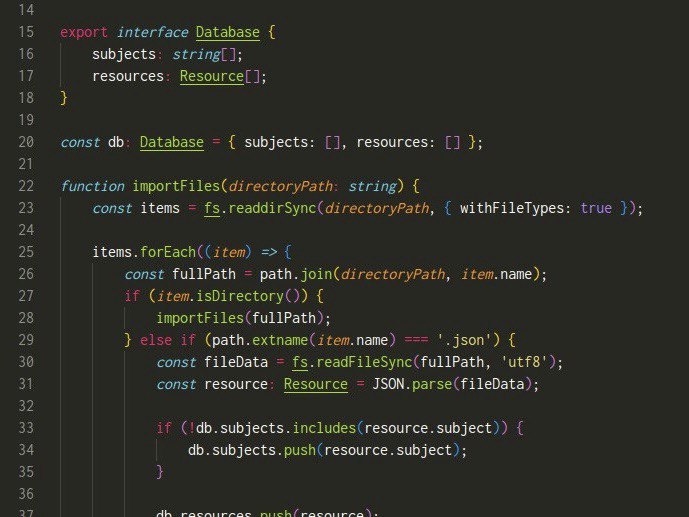 14
15 export interface Database {
16 subjects: string[];
17 resources: Resource[];
18 }
19
20 const db: Database = { subjects: [], resources: [] };
21
22 function importFiles(directoryPath: string) {
23 const items = fs.readdirSync(directoryPath, { withFileTypes: true });
24
25 items.forEach((item) => {
26 const fullPath = path.join(directoryPath, item.name);
27 if (item.isDirectory()) {
28 importFiles(fullPath);
29 } else if (path.extname(item.name) === '.json') {
30 const fileData = fs.readFileSync(fullPath, 'utf8');
31 const resource: Resource = JSON.parse(fileData);
32
33 if (!db.subjects.includes(resource.subject)) {
34 db.subjects.push(resource.subject);
35 }
36
37 db.resources.push(resource);